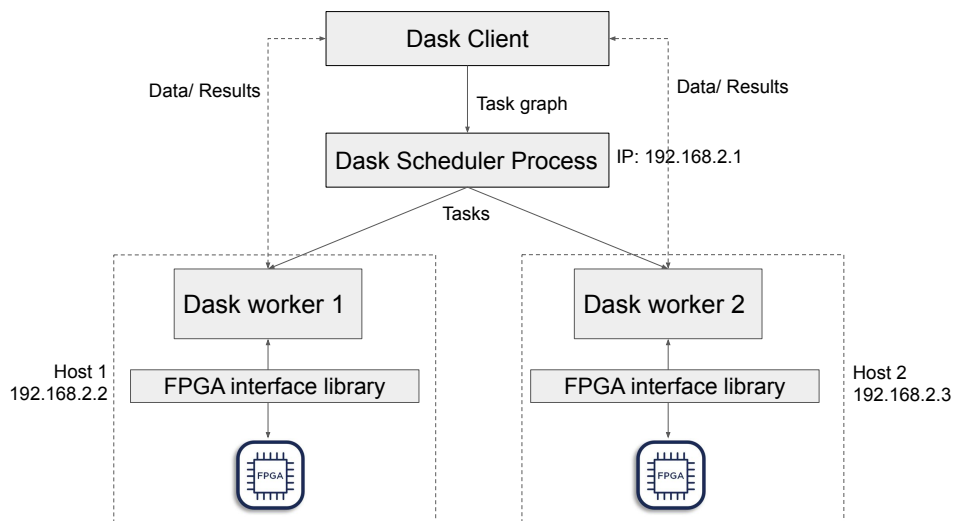 Dask Client
Data/ Results
Data/ Results
Task graph
Dask Scheduler Process
IP: 192.168.2.1
Tasks
Dask worker 1
Dask worker 2
Host 1
192.168.2.2
FPGA interface library
FPGA interface library
Host 2
192.168.2.3
FPGA
FPGA